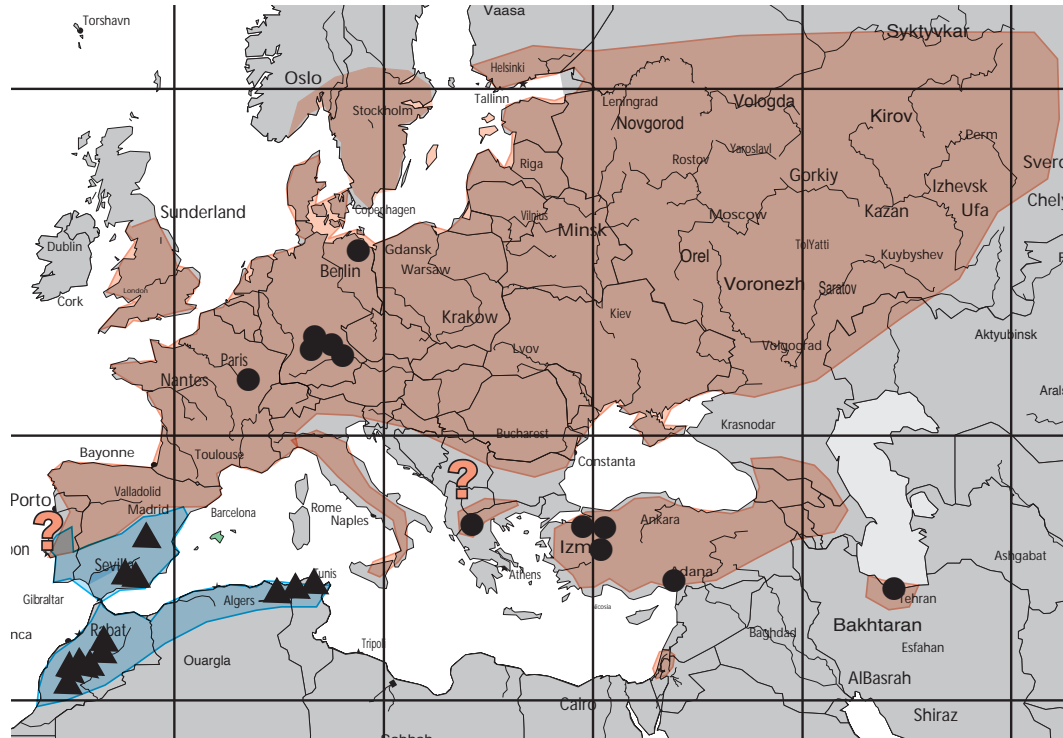 Vaasa
Torshavn
Syktyvkar
Oslo
Helsinki
Tallinn
Leningrad
Vologda
Stockholm
Novgorod
Kirov
Perm
Yaroslavl
Rostov
Riga
Sverd
Gorkiy
Izhevsk
Chely
Sunderland
Copenhagen
Vilnius
Moscow
Kazan
Ufa
Minsk
Dublin
Gdansk
TolYatti
Orel
Kuybyshev
Warsaw
Berlin
London
Voronezh
Saratov
Cork
Krakow
Kiev
Aktyubinsk
Volgograd
Lvov
Paris
Nantes
Arals
Krasnodar
Bucharest
Bayonne
Toulouse
Constanta
?
Valladolid
Porto
Madrid
Rome
Barcelona
Naples
Ankara
?
bon
Izm
Ashgabat
Sevilla
Tunis
Athens
Adana
Gibraltar
Algers
Tehran
Nicosia
nca
Rabat
Bakhtaran
Baghdad
Tripoli
Esfahan
Ouargla
AlBasrah
Cairo
Shiraz